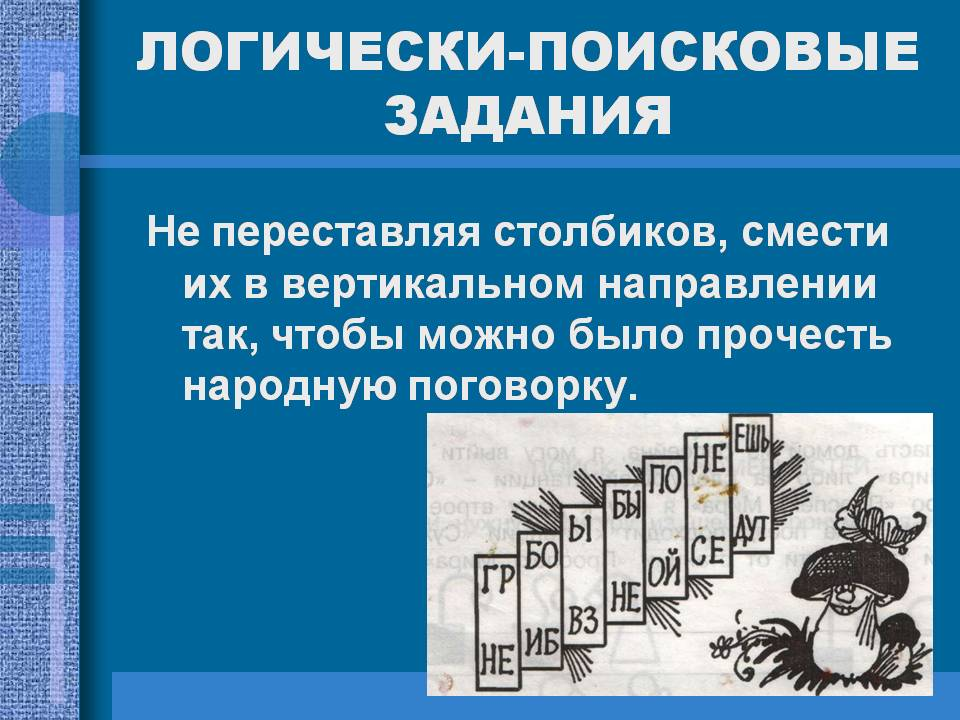 ЛОГИЧЕСКИ-ПОИСКОВЫЕ
ЗАДАНИЯ
Не переставляя столбиков, смести
их в вертикальном направлении
так, чтобы можно было прочесть
народную поговорку.
ГР
НЕ
БО
ИБ
Ы
ВЗ
БЫ
НЕ
ПО
ОЙ
НЕ
СЕ
ЕШЬ
ДУТ